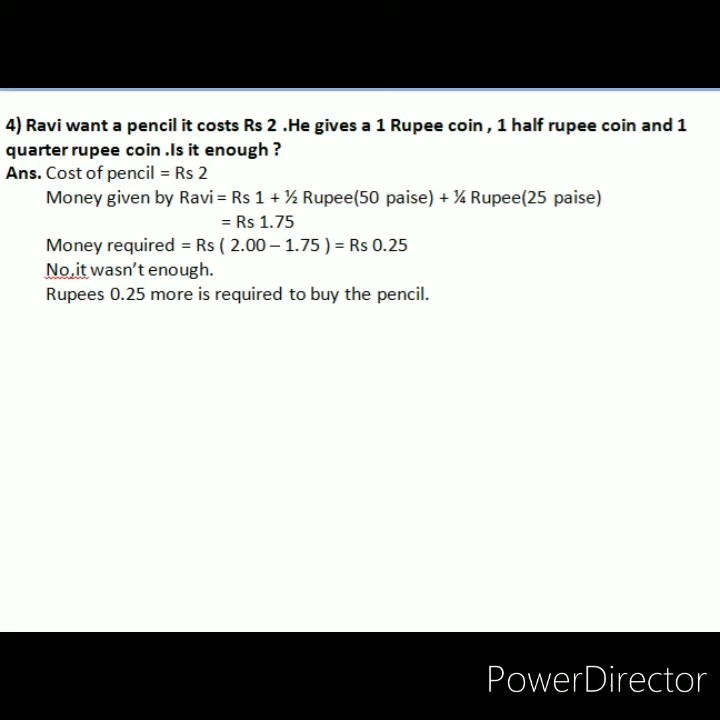 4) Ravi want a pencil it costs Rs 2 .He gives a 1 Rupee coin , 1 half rupee coin and 1
quarter rupee coin .Is it enough ?
Ans. Cost of pencil = Rs 2
Money given by Ravi = Rs 1 + ½ Rupee(50 paise) + ¼ Rupee(25 paise)
= Rs 1.75
Money required = Rs ( 2.00 – 1.75 ) = Rs 0.25
No,it wasn't enough.
Rupees 0.25 more is required to buy the pencil.
PowerDirector